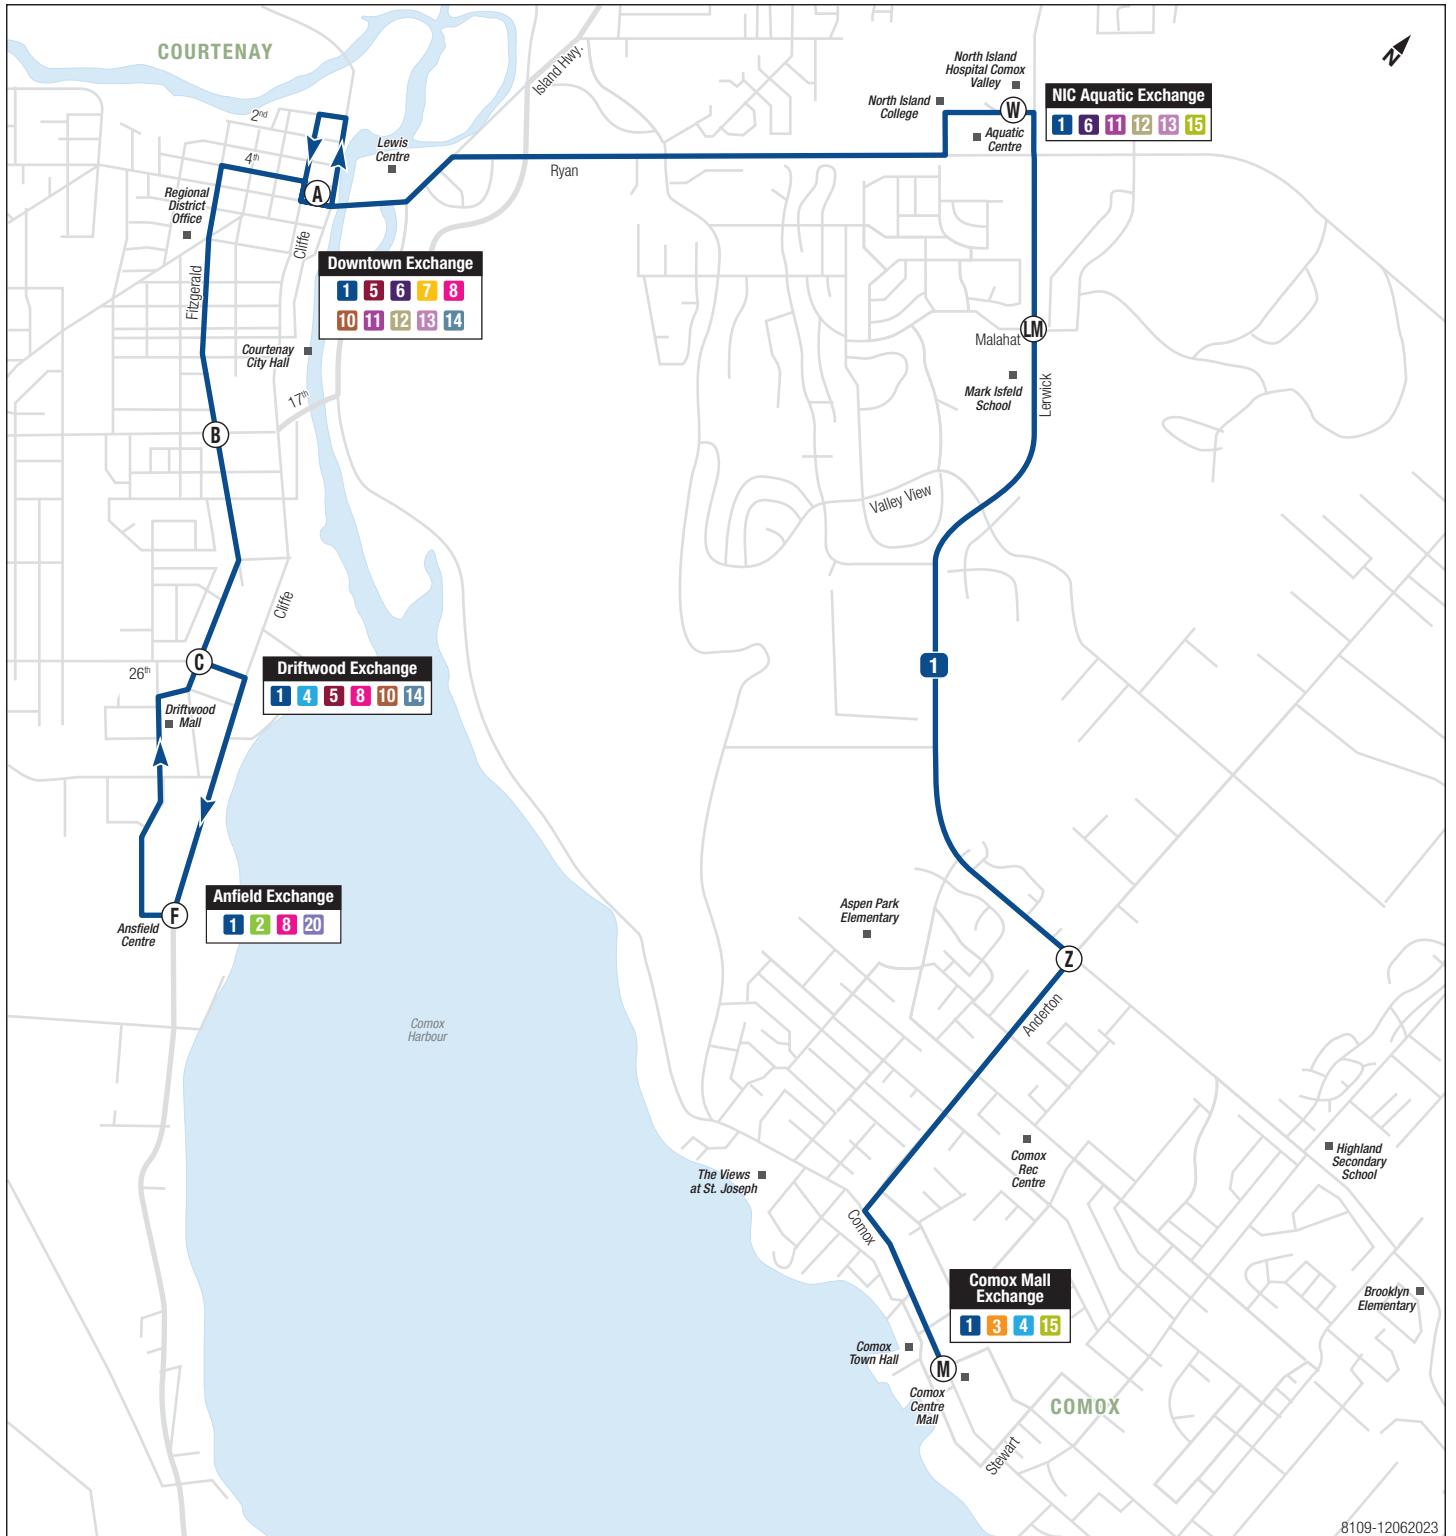 COURTENAY
N
Island Hwy.
North Island
Hospital Comox
Valley
North Island
College
W
Aquatic
Centre
NIC Aquatic Exchange
1 6 11 12 13 15
2nd
4th
Lewis
Centre
Ryan
Regional
District
Office
A
Cliffe
Fitzgerald
Downtown Exchange
1 5 6 7 8
10 11 12 13 14
Courtenay
City Hall
17th
LM
Malahat
Mark Isfeld
School
Lerwick
B
Valley View
Cliffe
C
26th
Driftwood
Mall
Driftwood Exchange
1 4 5 8 10 14
1
Anfield Exchange
1 2 8 20
F
Ansfield
Centre
Aspen Park
Elementary
Z
Anderton
Comox
Harbour
Comox
Rec
Centre
Highland
Secondary
School
The Views
at St. Joseph
Comox
Comox Mall
Exchange
1 3 4 15
Brooklyn
Elementary
Comox
Town Hall
M
Comox
Centre
Mall
COMOX
Stewart
8109-12062023